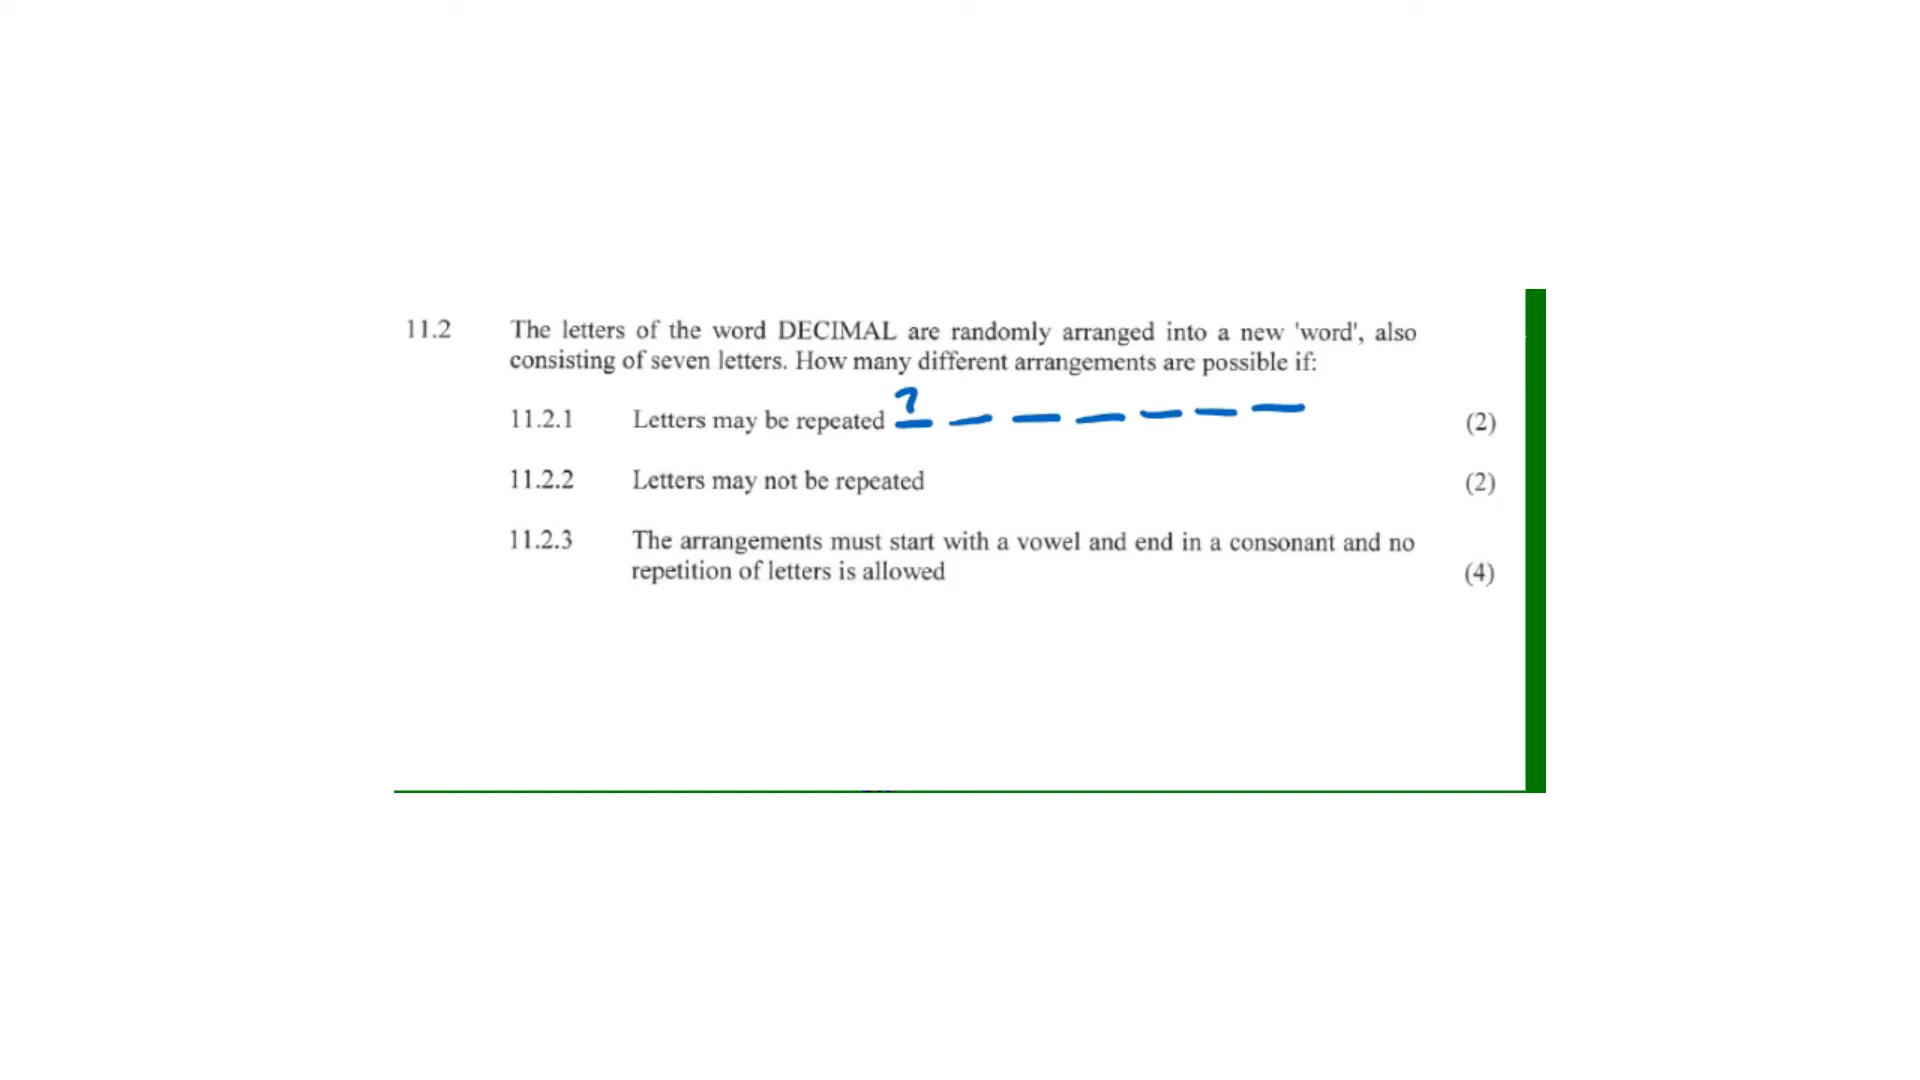 11.2 The letters of the word DECIMAL are randomly arranged into a new 'word', also
consisting of seven letters. How many different arrangements are possible if:
?
11.2.1 Letters may be repeated _ _ _ _ _ _ _ (2)
11.2.2 Letters may not be repeated (2)
11.2.3 The arrangements must start with a vowel and end in a consonant and no
repetition of letters is allowed (4)